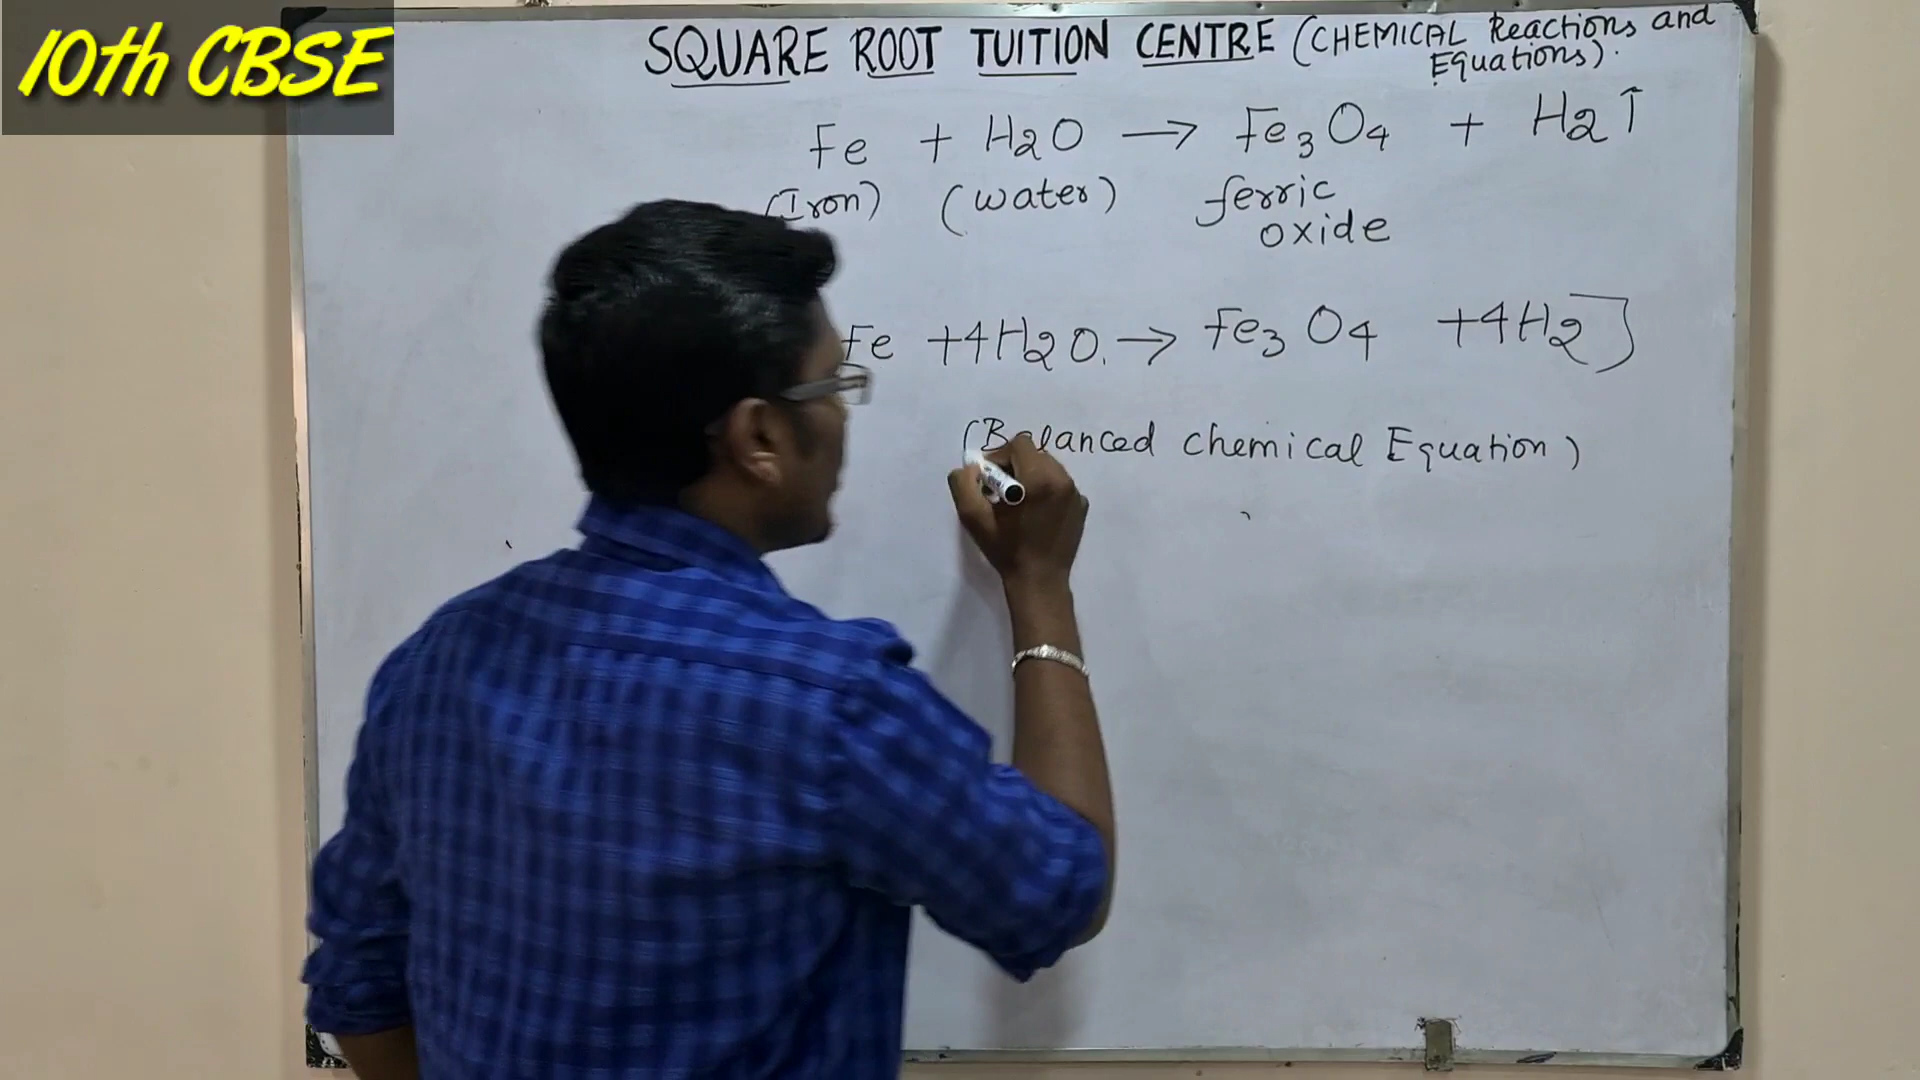 10th CBSE
SQUARE ROOT TUITION CENTRE (CHEMICAL Reactions and
Equations).
Fe + H2O → Fe3O4 + H2↑
(Iron) (water) ferric
oxide
Fe +4H2O. → Fe3O4 +4H2]
(Balanced chemical Equation)